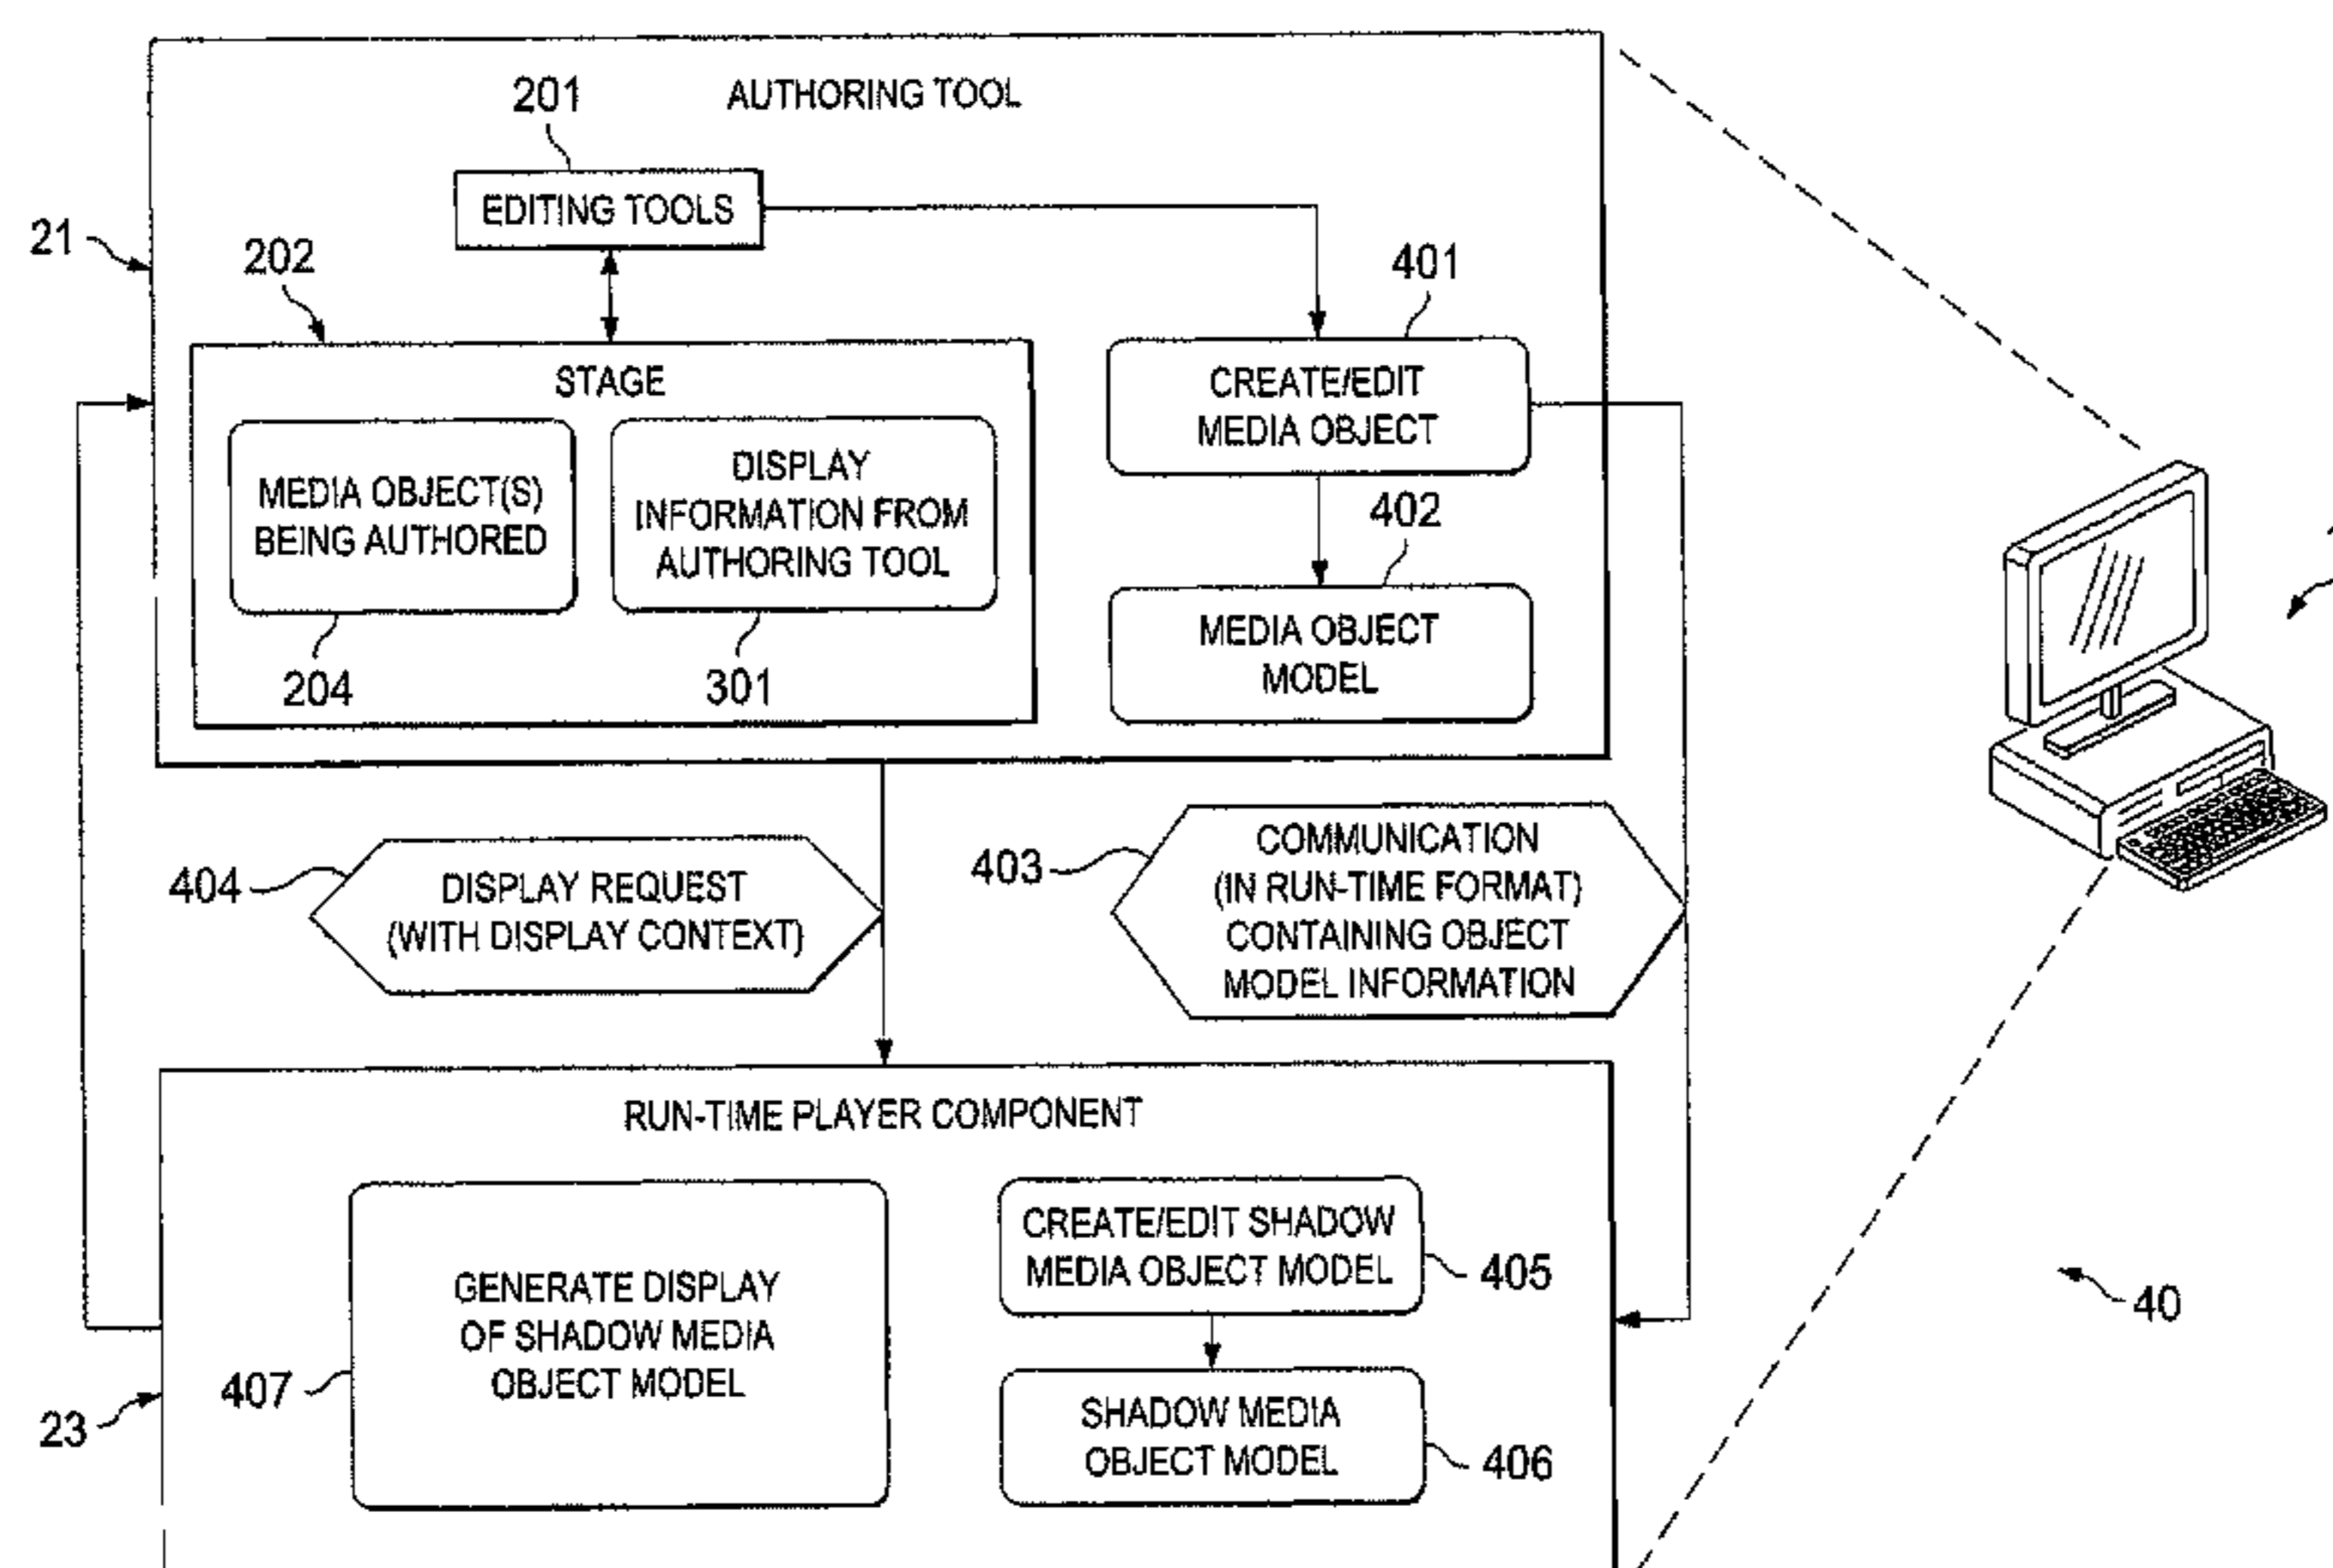 AUTHORING TOOL
201
EDITING TOOLS
21
202
401
STAGE
CREATE/EDIT
MEDIA OBJECT
MEDIA OBJECT(S)
BEING AUTHORED
DISPLAY
INFORMATION FROM
AUTHORING TOOL
402
MEDIA OBJECT
MODEL
204
301
404
DISPLAY REQUEST
(WITH DISPLAY CONTEXT)
403
COMMUNICATION
(IN RUN-TIME FORMAT)
CONTAINING OBJECT
MODEL INFORMATION
RUN-TIME PLAYER COMPONENT
GENERATE DISPLAY
OF SHADOW MEDIA
OBJECT MODEL
407
CREATE/EDIT SHADOW
MEDIA OBJECT MODEL
405
40
23
SHADOW MEDIA
OBJECT MODEL
406